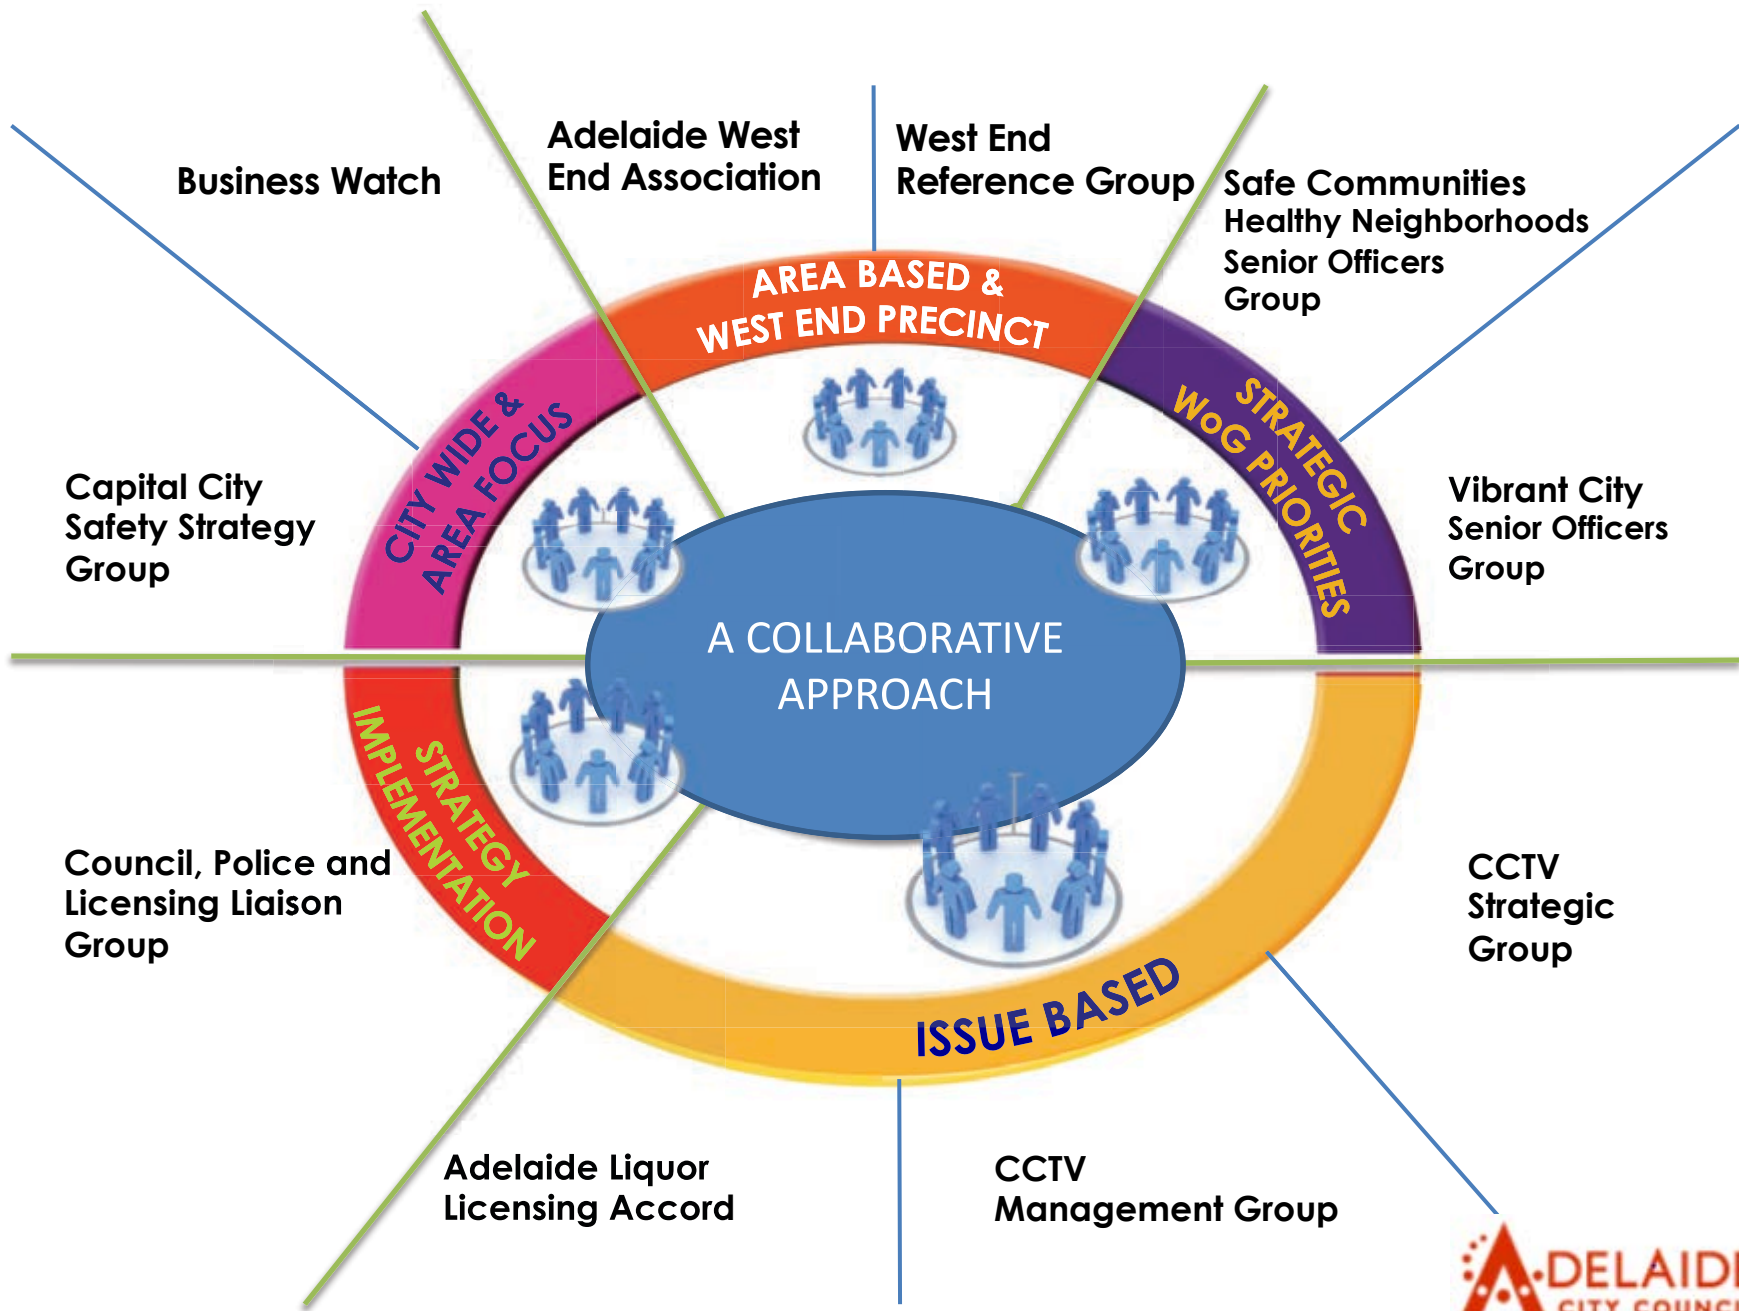 Business Watch
Adelaide West
End Association
West End
Reference Group
Safe Communities
Healthy Neighborhoods
Senior Officers
Group
AREA BASED &
WEST END PRECINCT
CITY WIDE &
AREA FOCUS
STRATEGIC
WoG PRIORITIES
Capital City
Safety Strategy
Group
Vibrant City
Senior Officers
Group
A COLLABORATIVE
APPROACH
STRATEGY
IMPLEMENTATION
Council, Police and
Licensing Liaison
Group
CCTV
Strategic
Group
ISSUE BASED
Adelaide Liquor
Licensing Accord
CCTV
Management Group
ADELAIDE
CITY COUNCI